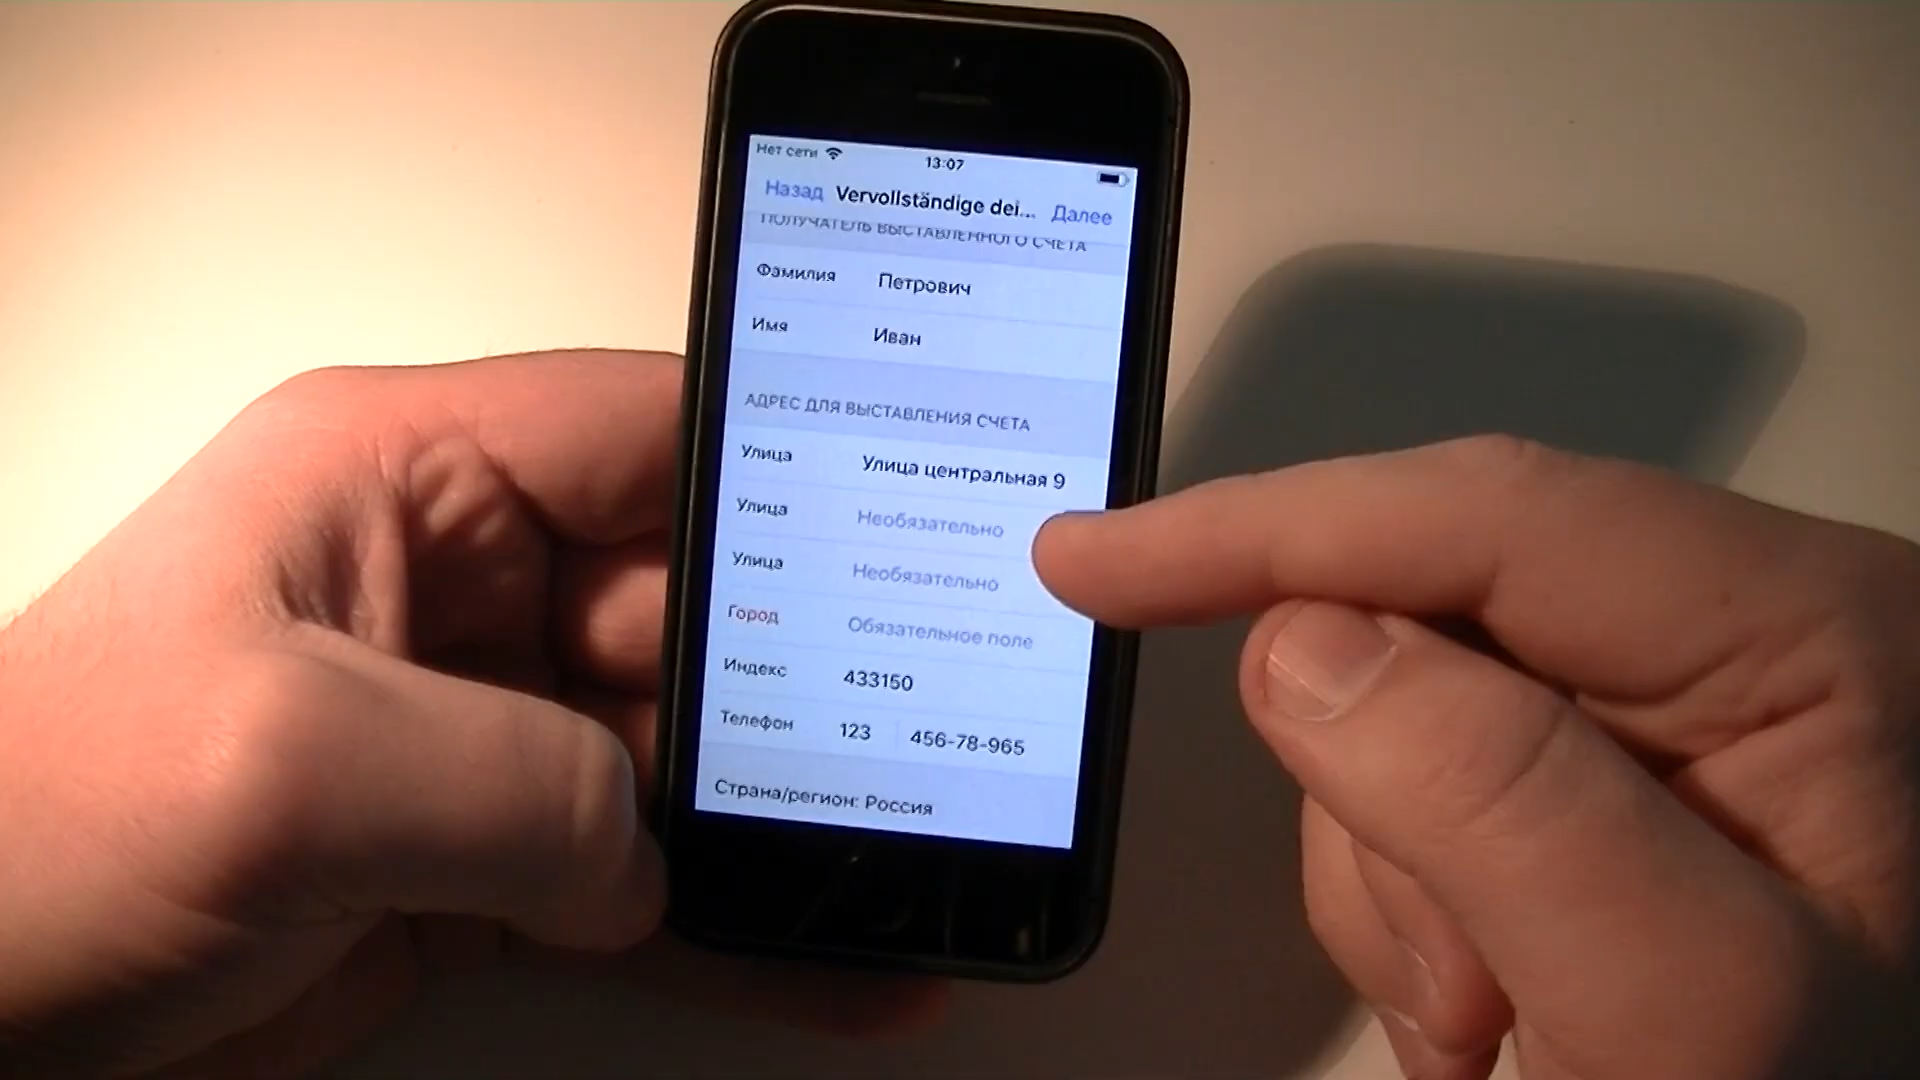 Нет сети 13:07
Назад Vervollständige dei... Далее
ПОЛУЧАТЕЛЬ ВЫСТАВЛЕННОГО СЧЕТА
Фамилия Петрович
Имя Иван
АДРЕС ДЛЯ ВЫСТАВЛЕНИЯ СЧЕТА
Улица Улица центральная 9
Улица Необязательно
Улица Необязательно
Город Обязательное поле
Индекс 433150
Телефон 123 456-78-965
Страна/регион: Россия